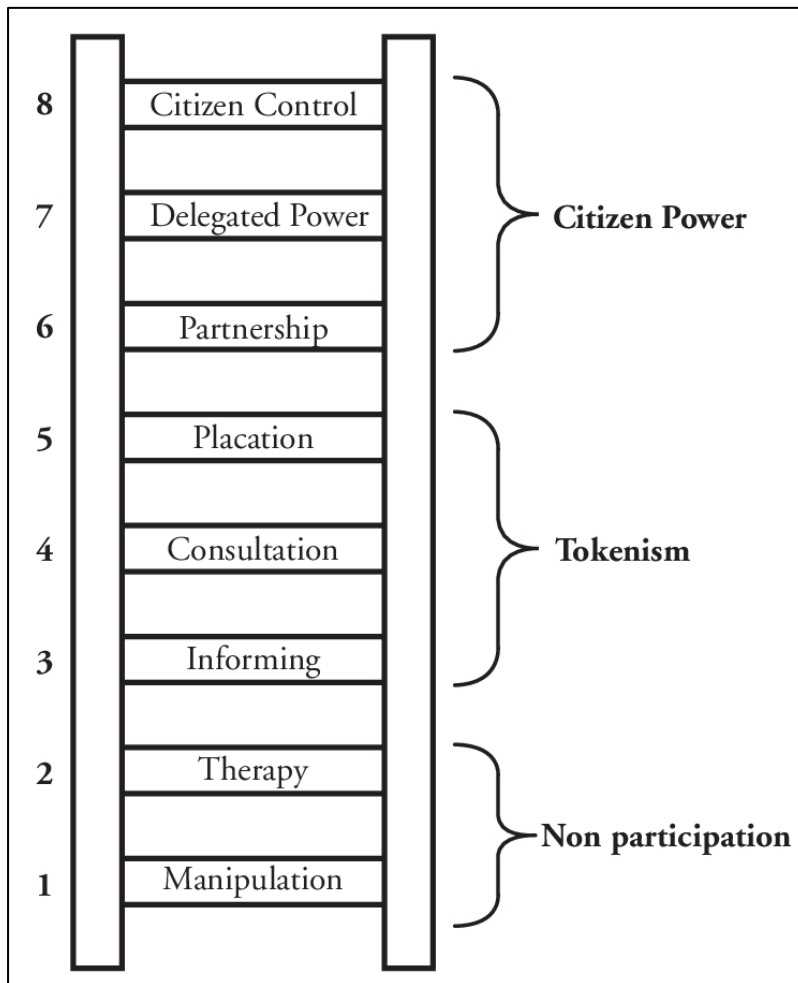 8 Citizen Control
7 Delegated Power
Citizen Power
6 Partnership
5 Placation
4 Consultation
Tokenism
3 Informing
2 Therapy
Non participation
1 Manipulation